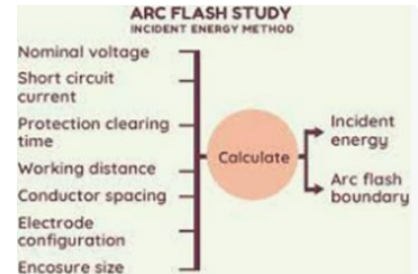 ARC FLASH STUDY
INCIDENT ENERGY METHOD
Nominal voltage
Short circuit
current
Protection clearing
time
Working distance
Conductor spacing
Electrode
configuration
Encosure size
Calculate
Incident
energy
Arc flash
boundary